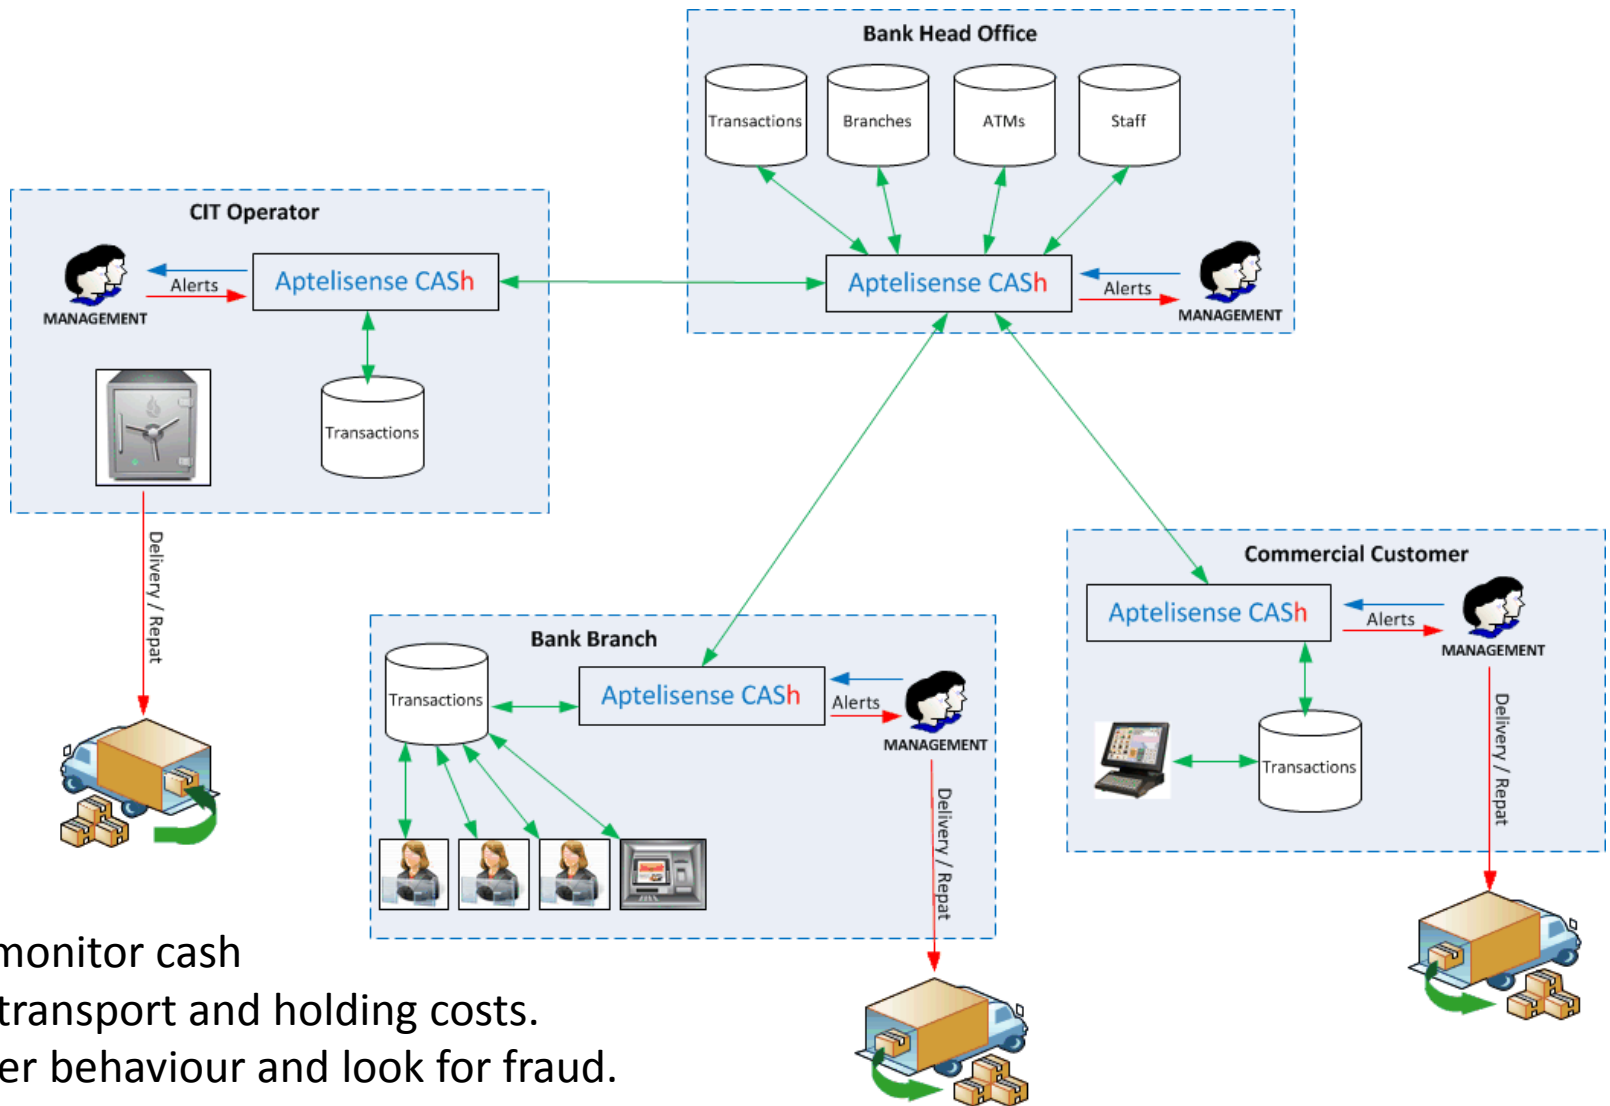 Bank Head Office
Transactions
Branches
ATMs
Staff
Aptelisense CASh
Alerts
MANAGEMENT
CIT Operator
MANAGEMENT
Alerts
Aptelisense CASh
Transactions
Delivery / Repat
Bank Branch
Transactions
Aptelisense CASh
Alerts
MANAGEMENT
Delivery / Repat
Commercial Customer
Aptelisense CASh
Alerts
MANAGEMENT
Transactions
Delivery / Repat
monitor cash
transport and holding costs.
er behaviour and look for fraud.